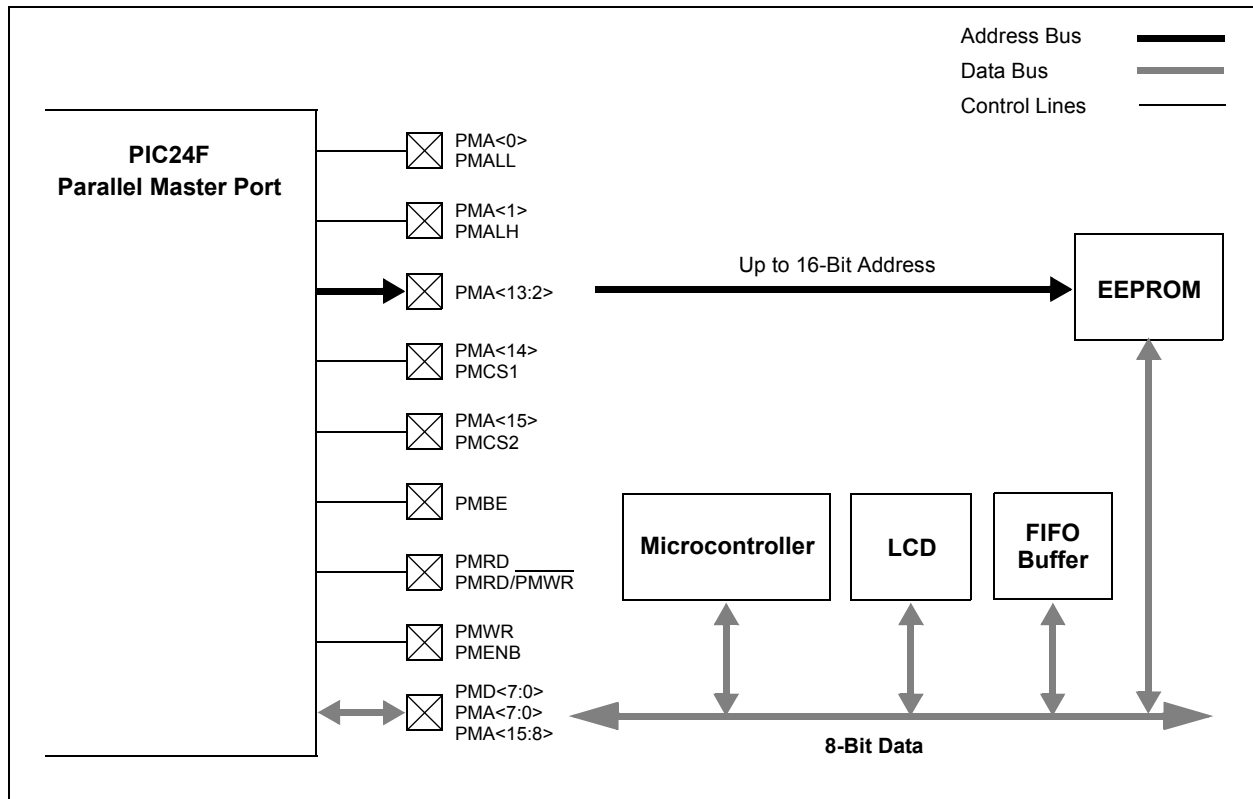 Address Bus
Data Bus
Control Lines
PIC24F
Parallel Master Port
PMA<0>
PMALL
PMA<1>
PMALH
PMA<13:2>
Up to 16-Bit Address
EEPROM
PMA<14>
PMCS1
PMA<15>
PMCS2
PMBE
Microcontroller
LCD
FIFO
Buffer
PMRD
PMRD/PMWR
PMWR
PMENB
PMD<7:0>
PMA<7:0>
PMA<15:8>
8-Bit Data